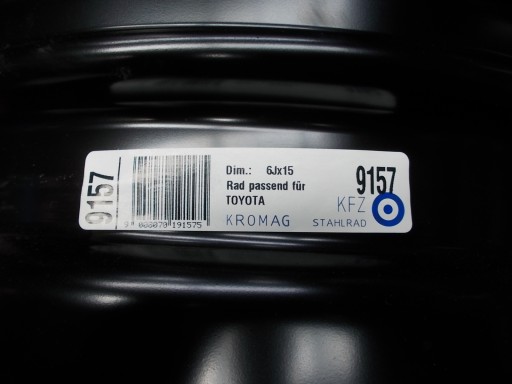 9157
Dim.: 6Jx15
Rad passend für
TOYOTA
KROMAG
9157
KFZ
STAHLRAD